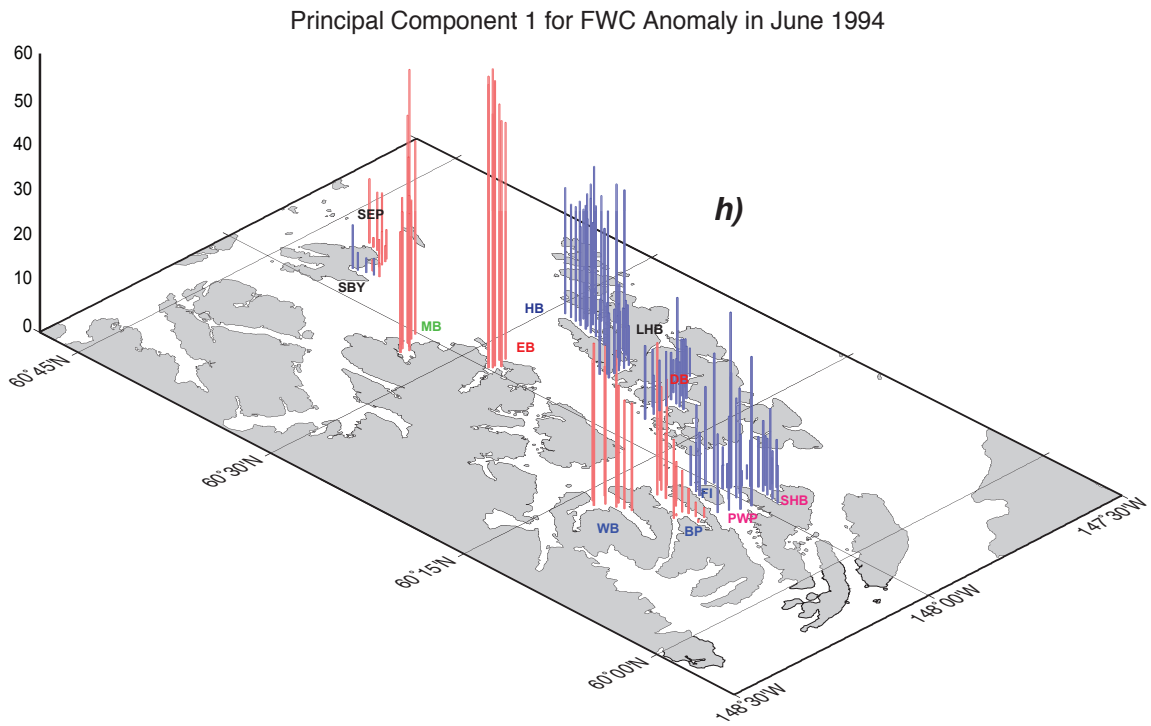 Principal Component 1 for FWC Anomaly in June 1994
60
50
40
30
20
10
0
h)
SEP
SBY
MB
EB
HB
LHB
DB
FI
SHB
PWP
WB
BP
60°45'N
60°30'N
60°15'N
60°00'N
148°30'W
148°00'W
147°30'W